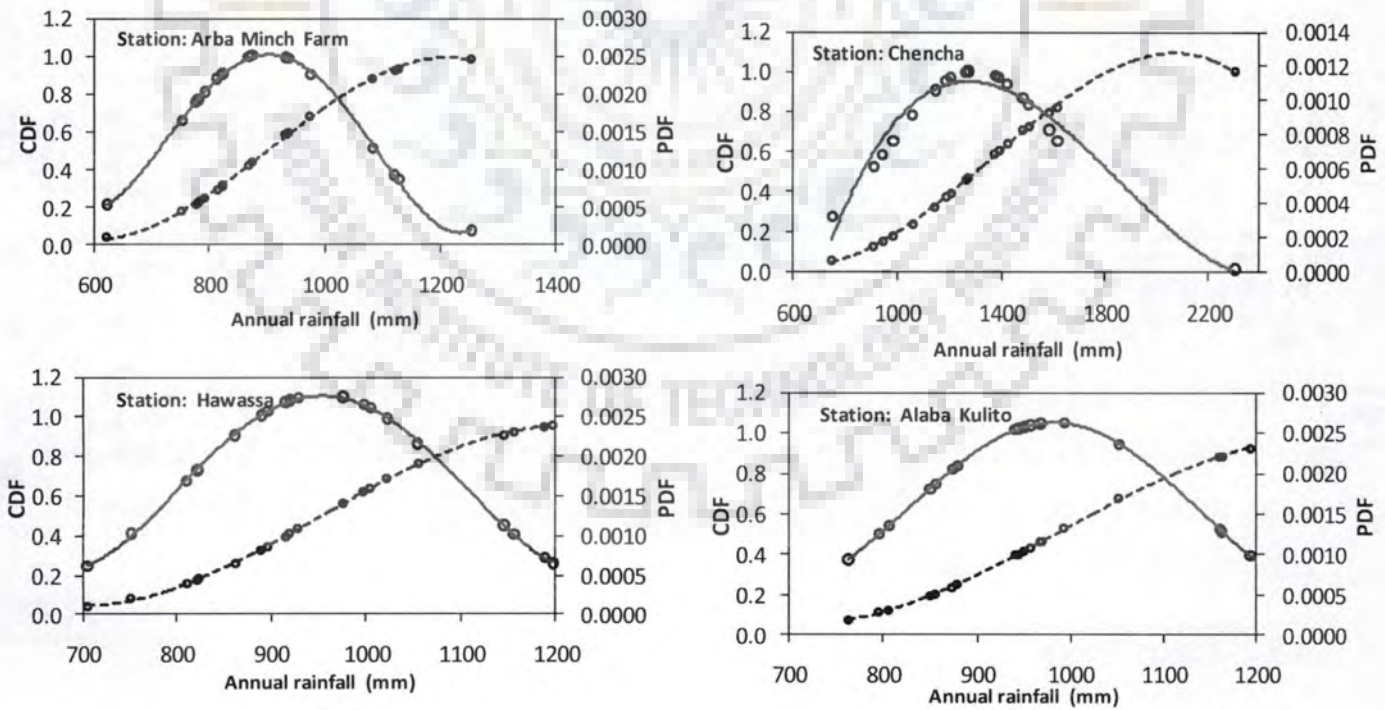 Station: Arba Minch Farm
CDF
1.2
1.0
0.8
0.6
0.4
0.2
0.0
0.0030
0.0025
0.0020
0.0015
0.0010
0.0005
0.0000
PDF
600 800 1000 1200 1400
Annual rainfall (mm)
Station: Chencha
CDF
1.2
1.0
0.8
0.6
0.4
0.2
0.0
0.0014
0.0012
0.0010
0.0008
0.0006
0.0004
0.0002
0.0000
PDF
600 1000 1400 1800 2200
Annual rainfall (mm)
Station: Hawassa
CDF
1.2
1.0
0.8
0.6
0.4
0.2
0.0
0.0030
0.0025
0.0020
0.0015
0.0010
0.0005
0.0000
PDF
700 800 900 1000 1100 1200
Annual rainfall (mm)
Station: Alaba Kulito
CDF
1.2
1.0
0.8
0.6
0.4
0.2
0.0
0.0030
0.0025
0.0020
0.0015
0.0010
0.0005
0.0000
PDF
700 800 900 1000 1100 1200
Annual rainfall (mm)